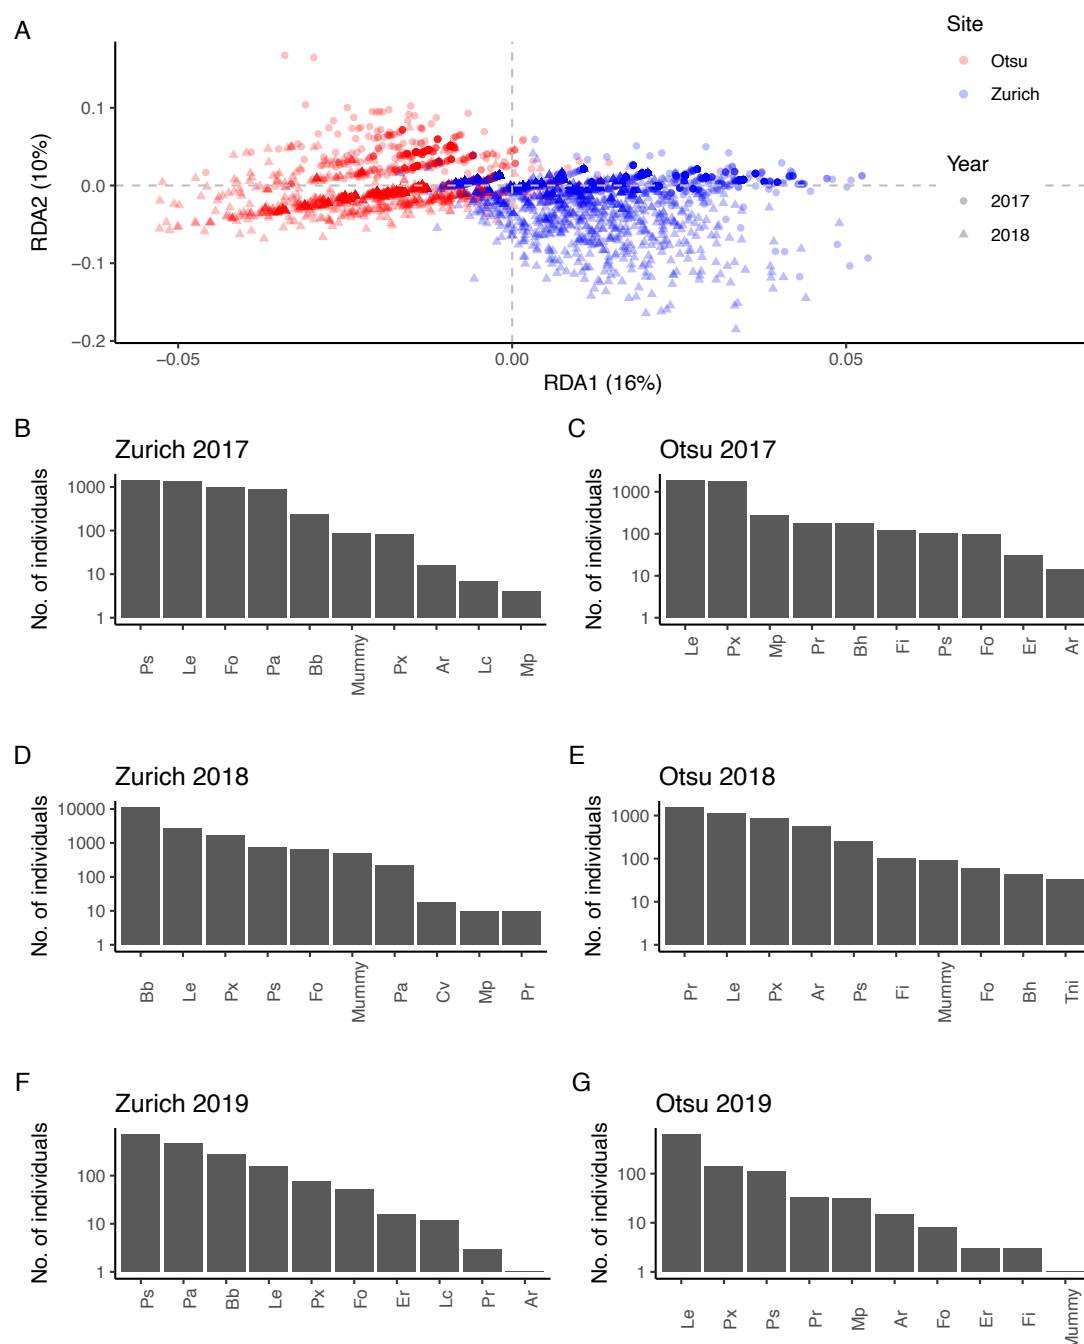 A
Site
Otsu
Zurich
Year
2017
2018
RDA2 (10%)
0.1
0.0
−0.1
−0.2
−0.05
0.00
0.05
RDA1 (16%)
B
Zurich 2017
No. of individuals
1000
100
10
1
Ps Le Fo Pa Bb Mummy Px Ar Lc Mp
C
Otsu 2017
No. of individuals
1000
100
10
1
Le Px Mp Pr Bh Fi Ps Fo Er Ar
D
Zurich 2018
No. of individuals
10000
1000
100
10
1
Bb Le Px Ps Fo Mummy Pa Cv Mp Pr
E
Otsu 2018
No. of individuals
1000
100
10
1
Pr Le Px Ar Ps Fi Mummy Fo Bh Tni
F
Zurich 2019
No. of individuals
100
10
1
Ps Pa Bb Le Px Fo Er Lc Pr Ar
G
Otsu 2019
No. of individuals
100
10
1
Le Px Ps Pr Mp Ar Fo Er Fi Mummy